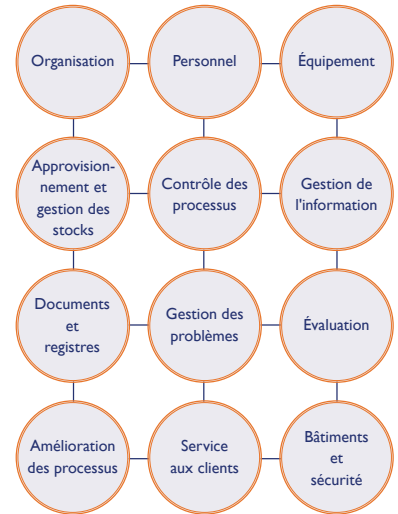 Organisation
Personnel
Équipement
Approvision-
nement et
gestion des
stocks
Contrôle des
processus
Gestion de
l'information
Documents
et
registres
Gestion des
problèmes
Évaluation
Amélioration
des processus
Service
aux clients
Bâtiments
et
sécurité